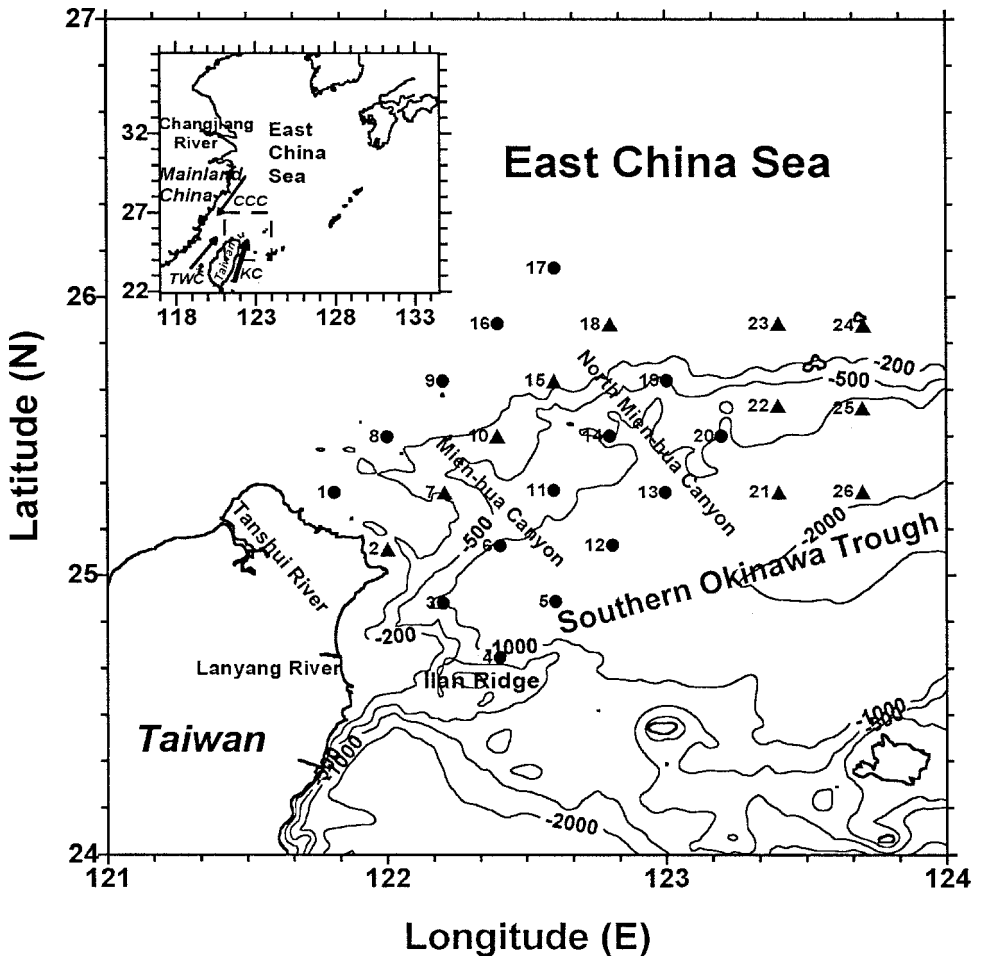 27
26
25
24
121
122
123
124
Latitude (N)
Longitude (E)
32
27
22
118
123
128
133
Changjiang
River
East
China
Sea
Mainland
China
CCC
TWC
Taiwan
KC
East China Sea
17
16
18
23
24
-200
-500
9
15
19
22
25
North Mien-hua Canyon
8
10
14
20
Mien-hua Canyon
1
7
11
13
21
26
-2000
-500
2
6
12
Tanshui River
Southern Okinawa Trough
3
5
-200
-1000
4
Lanyang River
Ilan Ridge
Taiwan
-1000
-500
-200
-1000
-2000